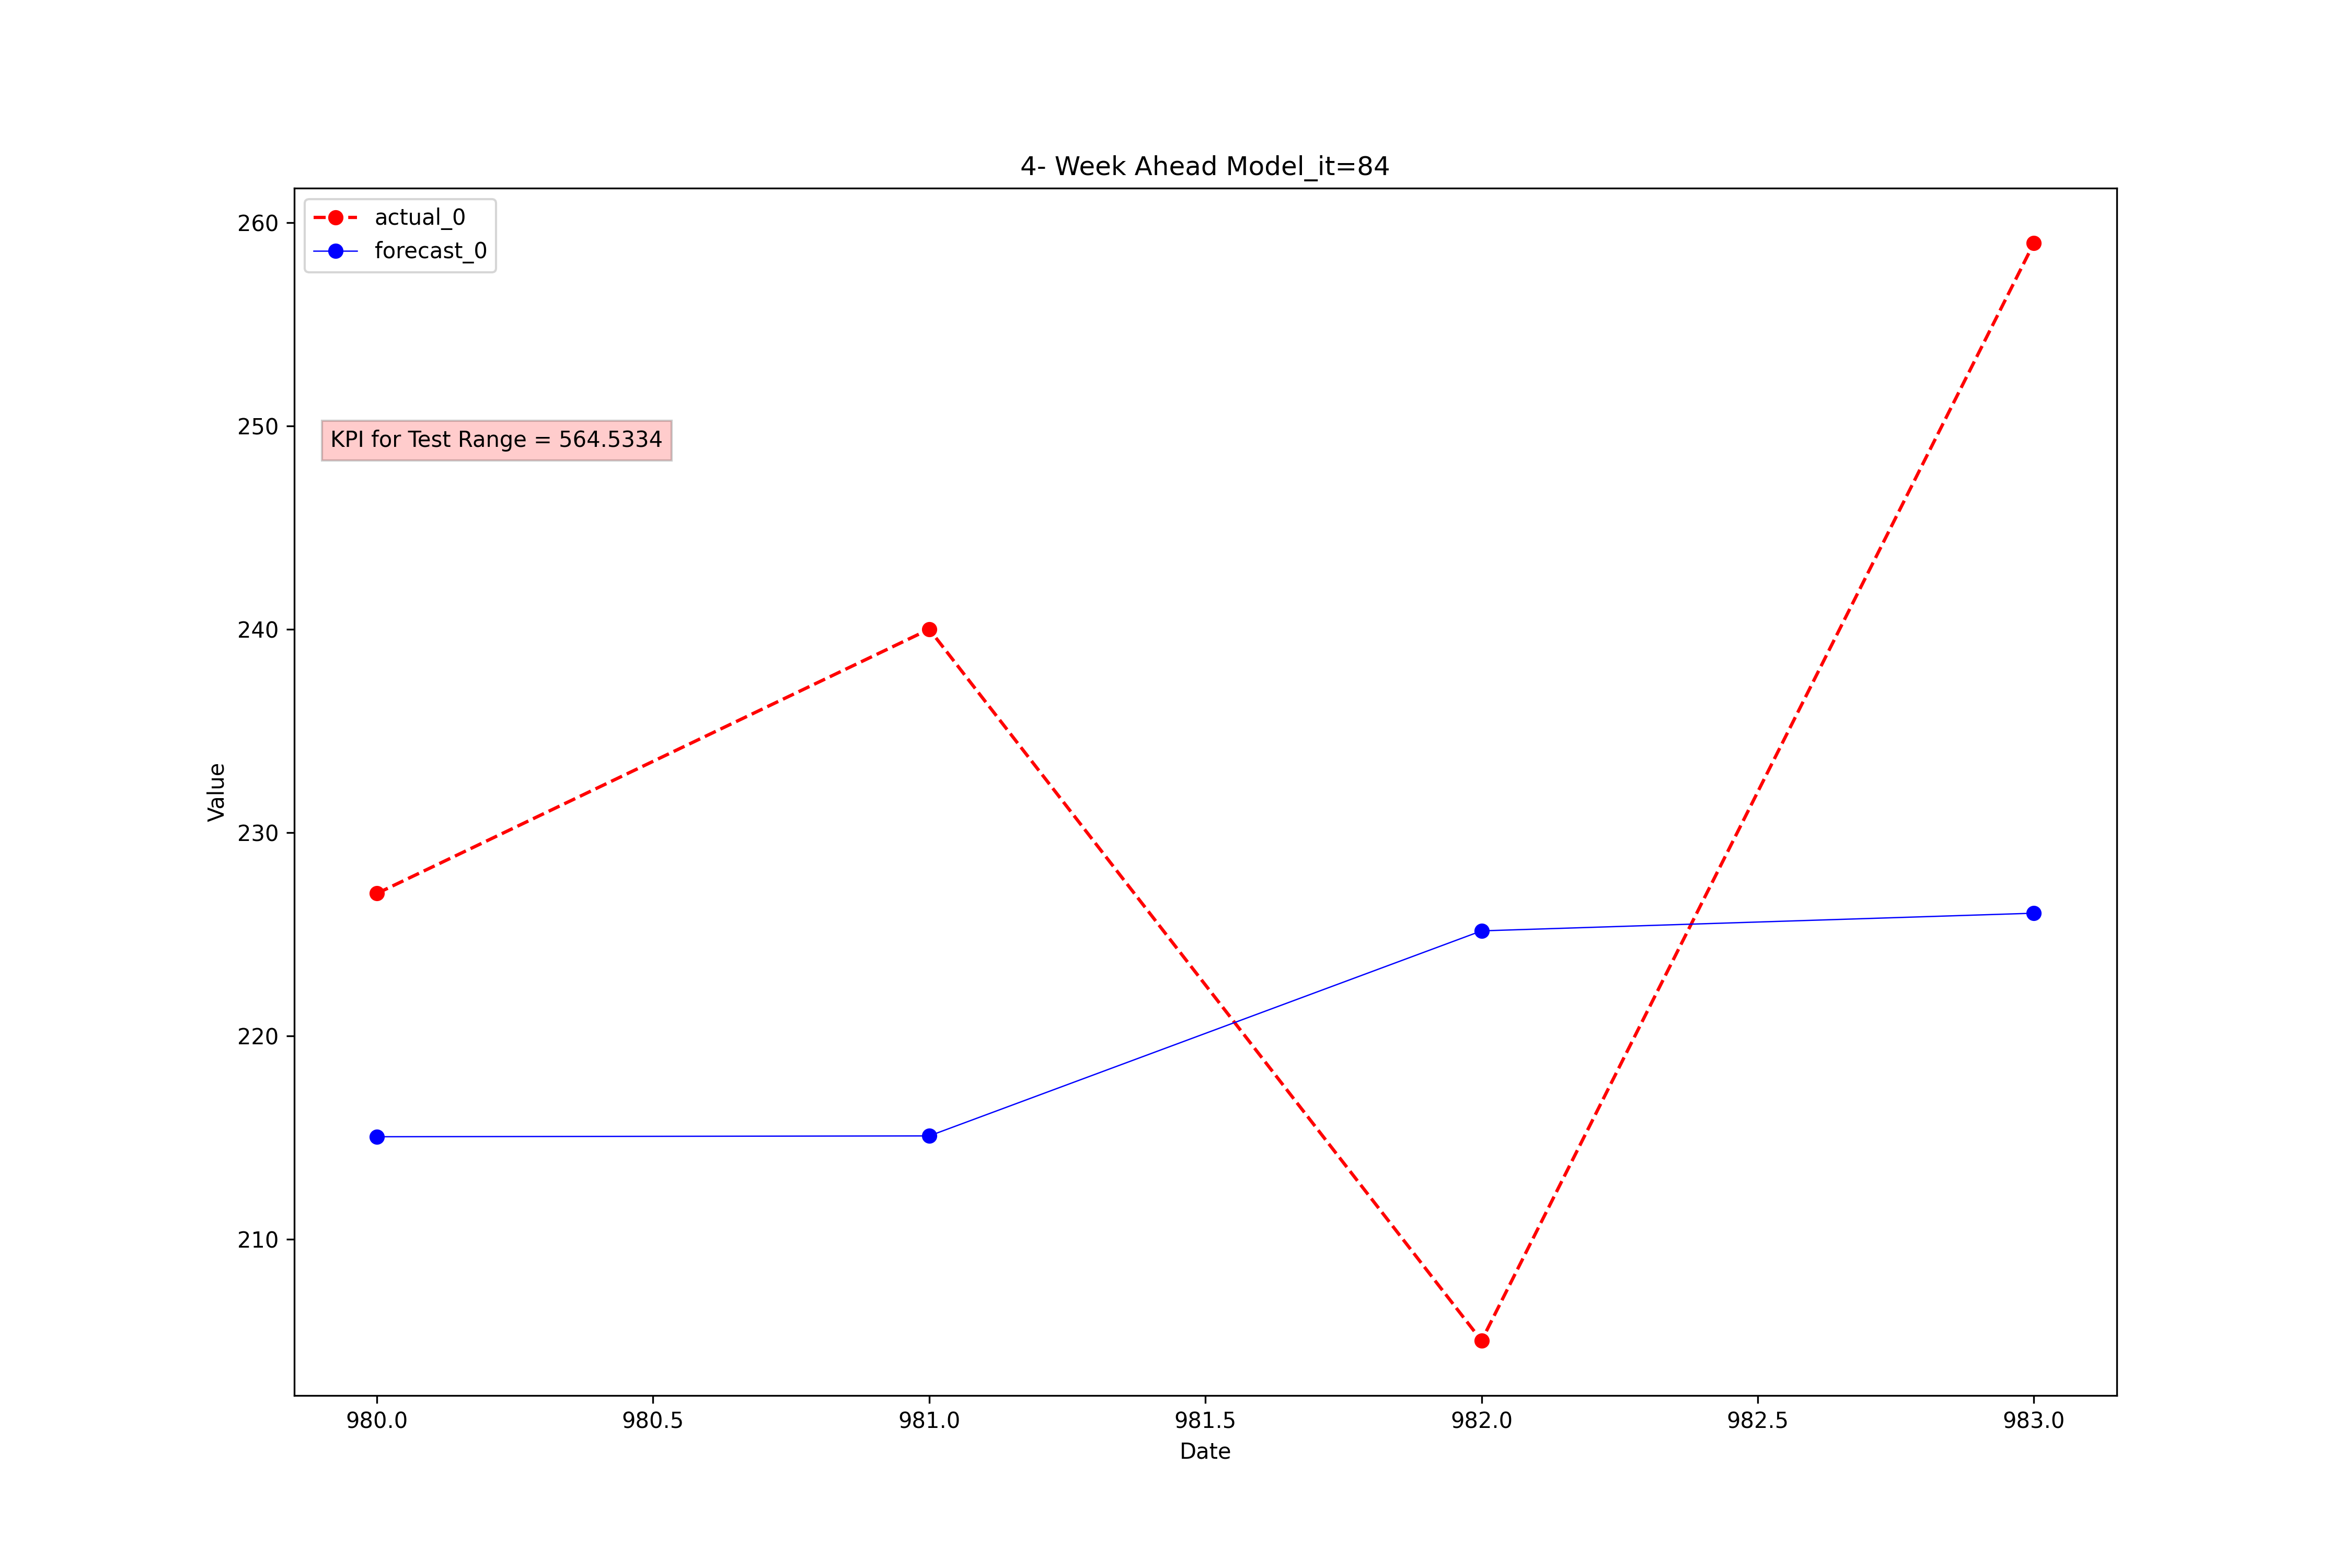 4- Week Ahead Model_it=84
actual_0
forecast_0
KPI for Test Range = 564.5334
260
250
240
230
220
210
Value
980.0 980.5 981.0 981.5 982.0 982.5 983.0
Date